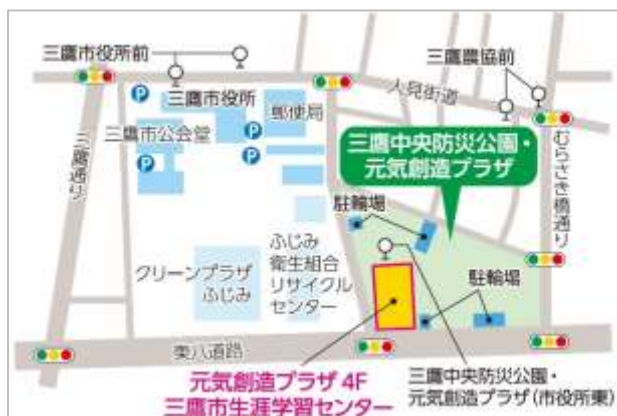 三鷹市役所前
三鷹農協前
人見街道
三鷹市役所
郵便局
三鷹市公会堂
三鷹通り
P
P
P
P
三鷹中央防災公園・
元気創造プラザ
むらさき橋通り
駐輪場
クリーンプラザ
ふじみ
ふじみ
衛生組合
リサイクル
センター
駐輪場
東八道路
元気創造プラザ 4F
三鷹市生涯学習センター
三鷹中央防災公園・
元気創造プラザ(市役所東)